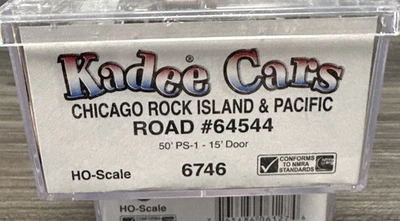 Kadee® Cars
CHICAGO ROCK ISLAND & PACIFIC
ROAD #64544
50' PS-1 - 15' Door
HO-Scale
6746
CONFORMS
TO NMRA
STANDARDS
HO-Scale